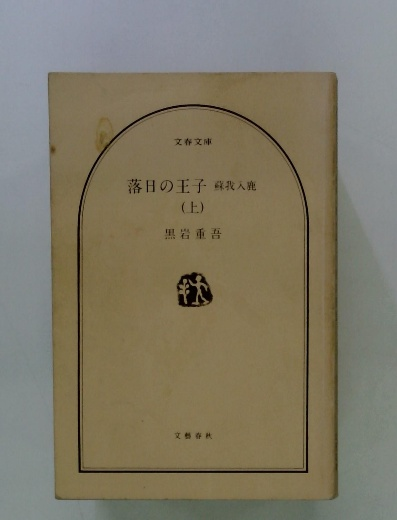 文春文庫
落日の王子 蘇我入鹿
(上)
黒岩重吾
文藝春秋